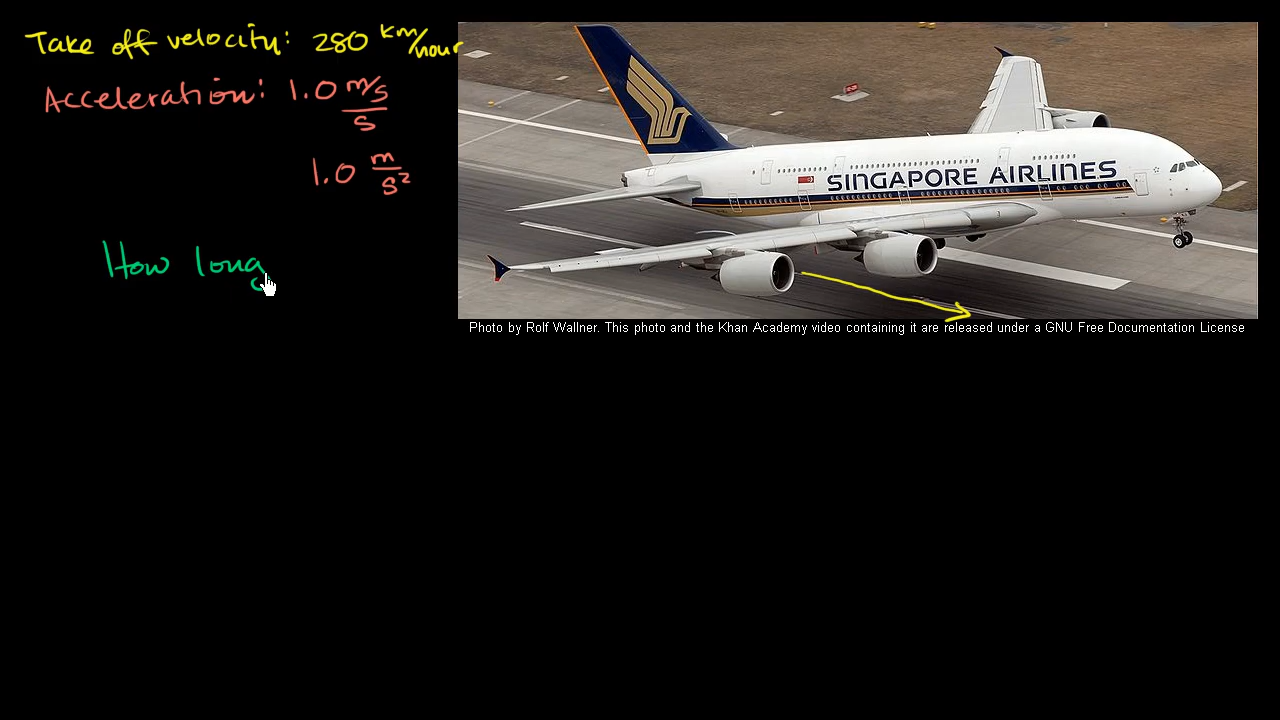 Take off velocity: 280 km/hour
Acceleration: 1.0 m/s/s
1.0 m/s²
How long
SINGAPORE AIRLINES
Photo by Rolf Wallner. This photo and the Khan Academy video containing it are released under a GNU Free Documentation License